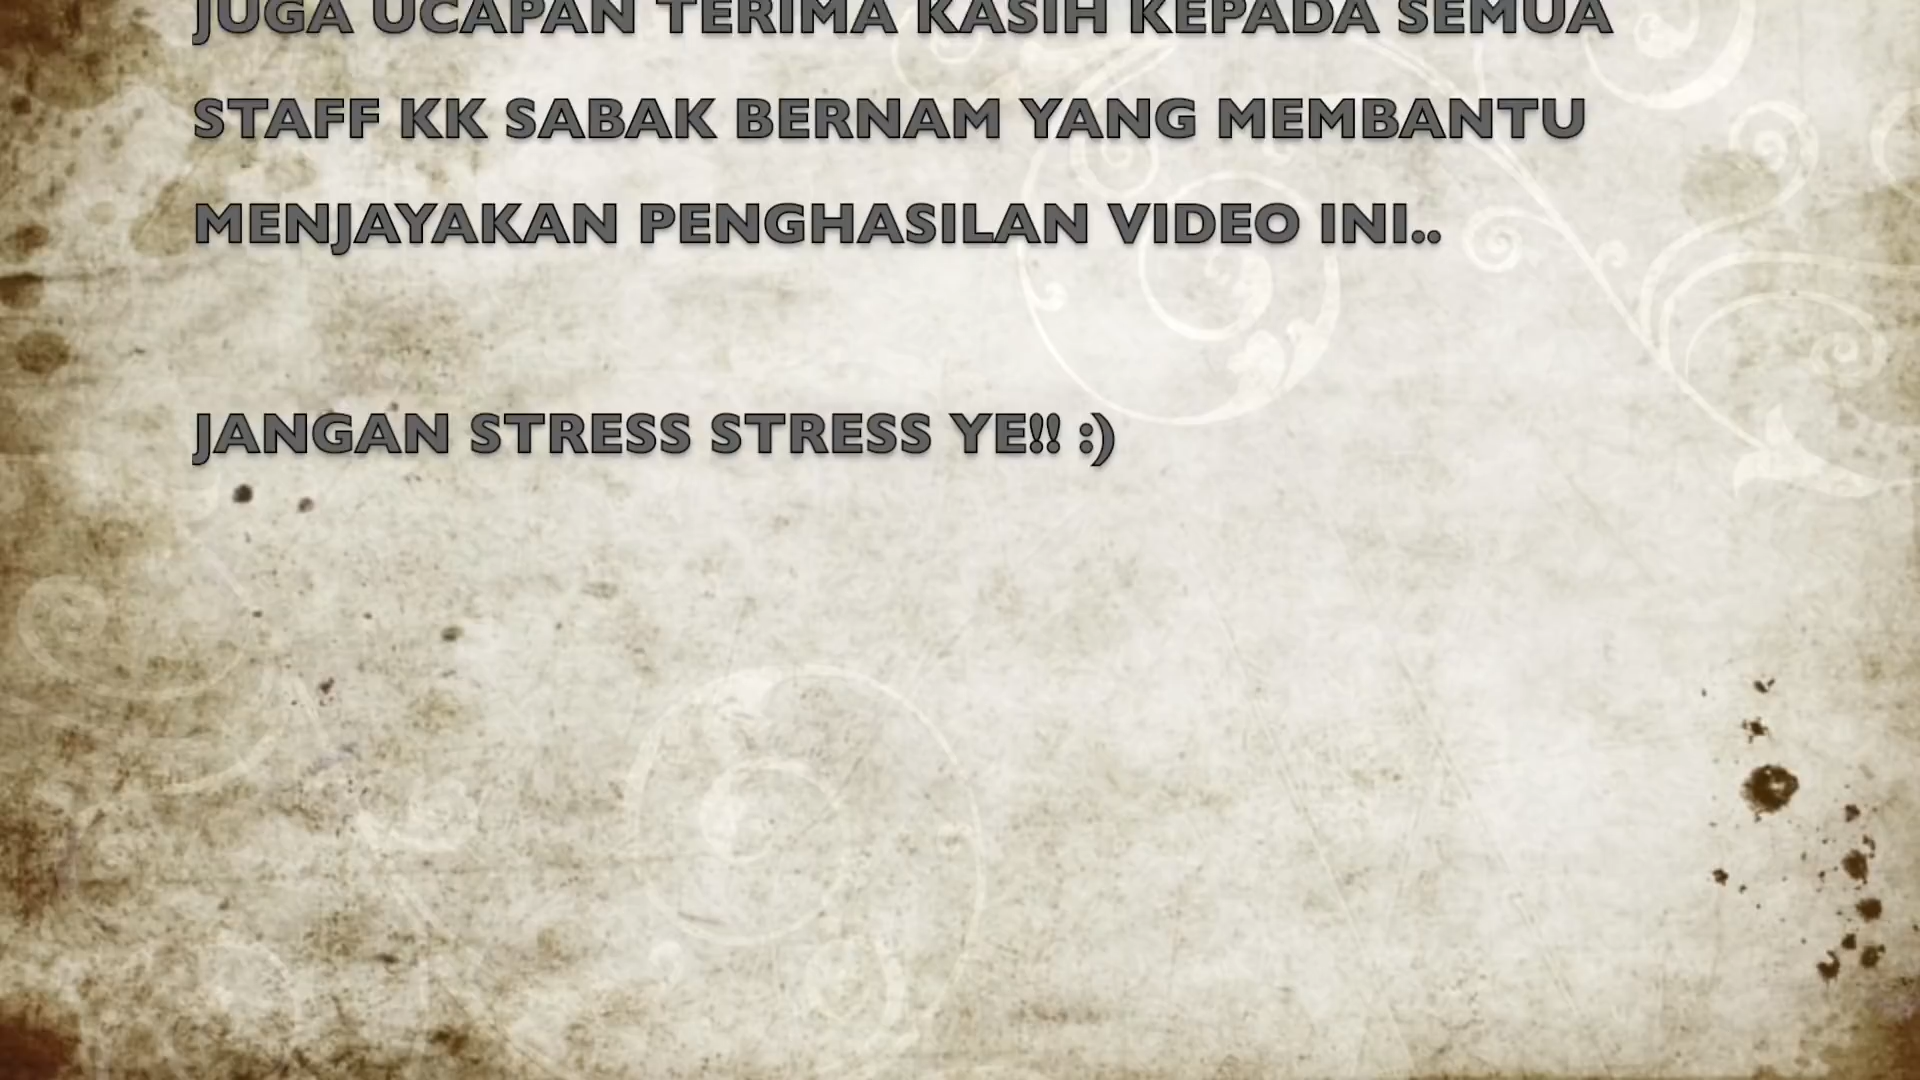 JUGA UCAPAN TERIMA KASIH KEPADA SEMUA
STAFF KK SABAK BERNAM YANG MEMBANTU
MENJAYAKAN PENGHASILAN VIDEO INI..
JANGAN STRESS STRESS YE!! :)